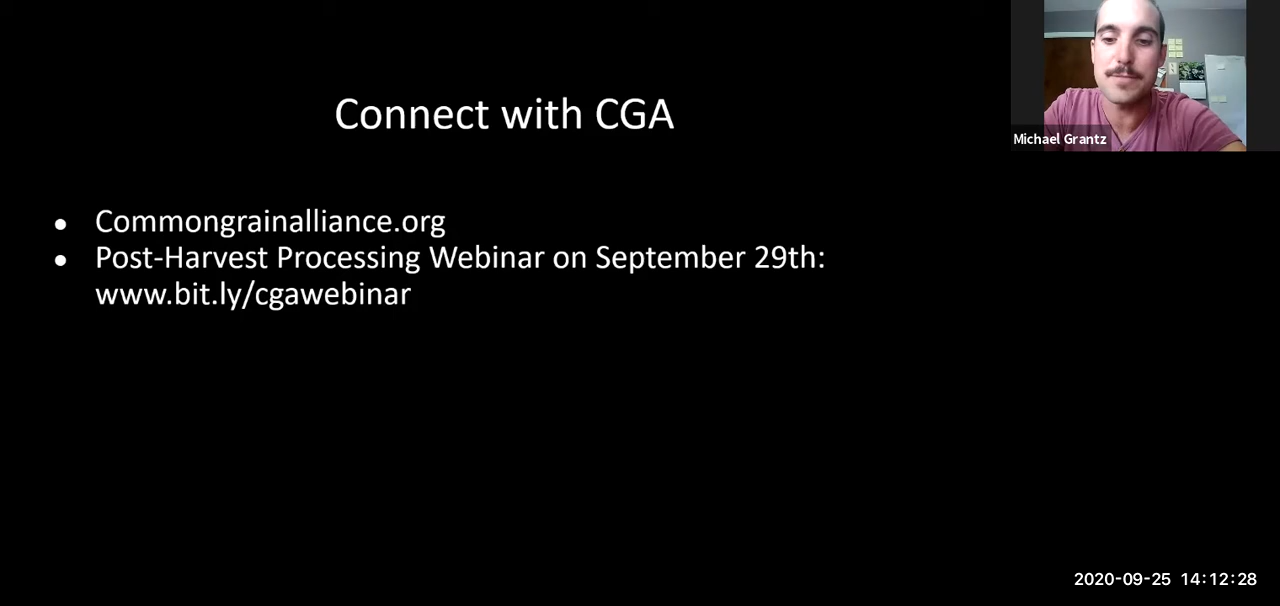 Connect with CGA
Michael Grantz
● Commongrainalliance.org
● Post-Harvest Processing Webinar on September 29th:
www.bit.ly/cgawebinar
2020-09-25 14:12:28